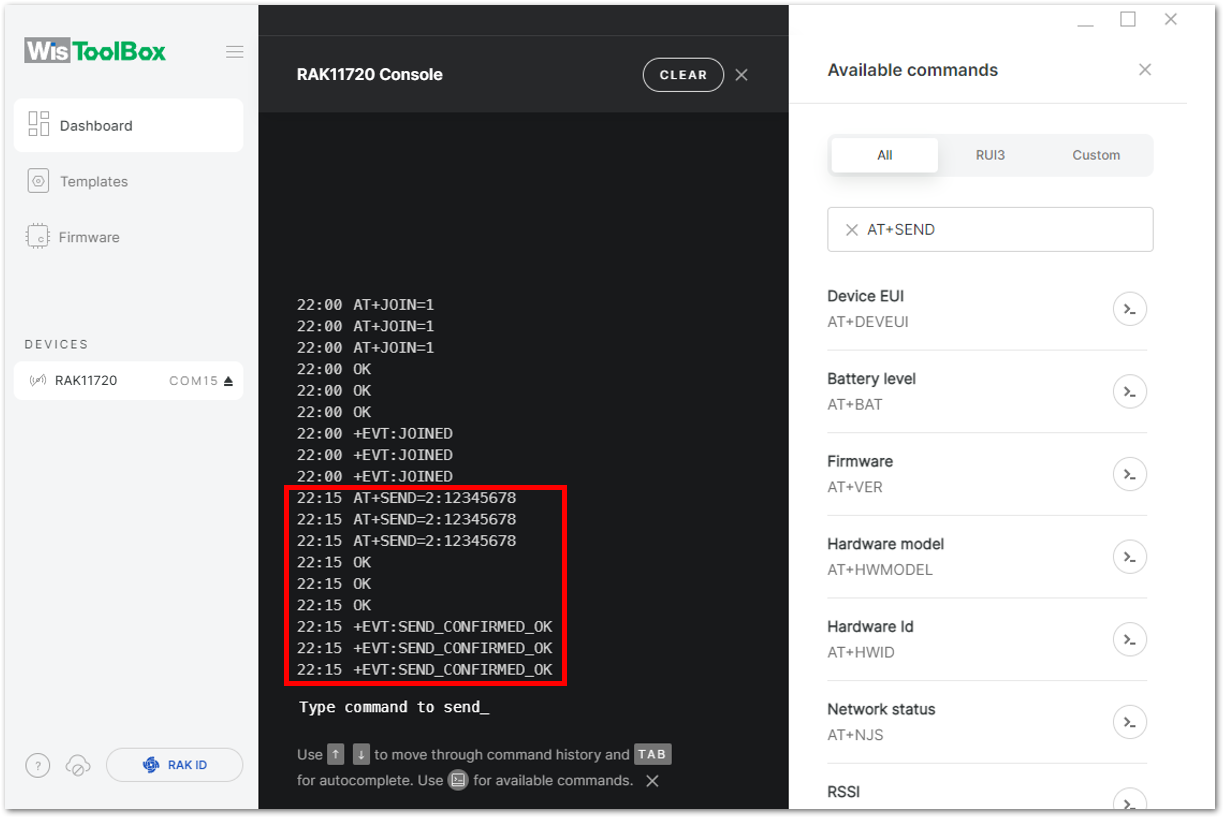 WisToolBox
Dashboard
Templates
Firmware
DEVICES
RAK11720 COM15
? RAK ID
RAK11720 Console CLEAR
22:00 AT+JOIN=1
22:00 AT+JOIN=1
22:00 AT+JOIN=1
22:00 OK
22:00 OK
22:00 OK
22:00 +EVT:JOINED
22:00 +EVT:JOINED
22:00 +EVT:JOINED
22:15 AT+SEND=2:12345678
22:15 AT+SEND=2:12345678
22:15 AT+SEND=2:12345678
22:15 OK
22:15 OK
22:15 OK
22:15 +EVT:SEND_CONFIRMED_OK
22:15 +EVT:SEND_CONFIRMED_OK
22:15 +EVT:SEND_CONFIRMED_OK
Type command to send_
Use ↑ ↓ to move through command history and TAB
for autocomplete. Use for available commands.
Available commands
All RUI3 Custom
AT+SEND
Device EUI
AT+DEVEUI
Battery level
AT+BAT
Firmware
AT+VER
Hardware model
AT+HWMODEL
Hardware Id
AT+HWID
Network status
AT+NJS
RSSI